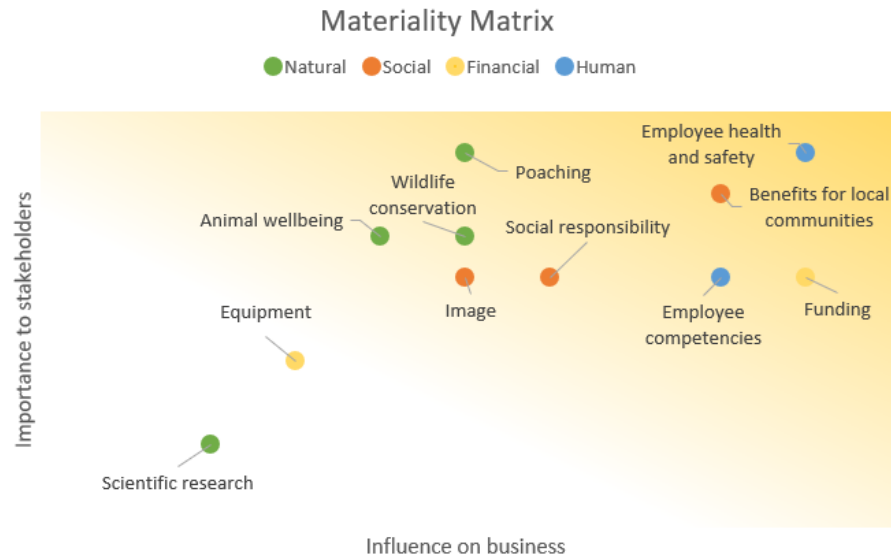 Materiality Matrix
Natural Social Financial Human
Importance to stakeholders
Employee health
and safety
Poaching
Wildlife
conservation
Benefits for local
communities
Animal wellbeing
Social responsibility
Equipment
Image
Employee
competencies
Funding
Scientific research
Influence on business